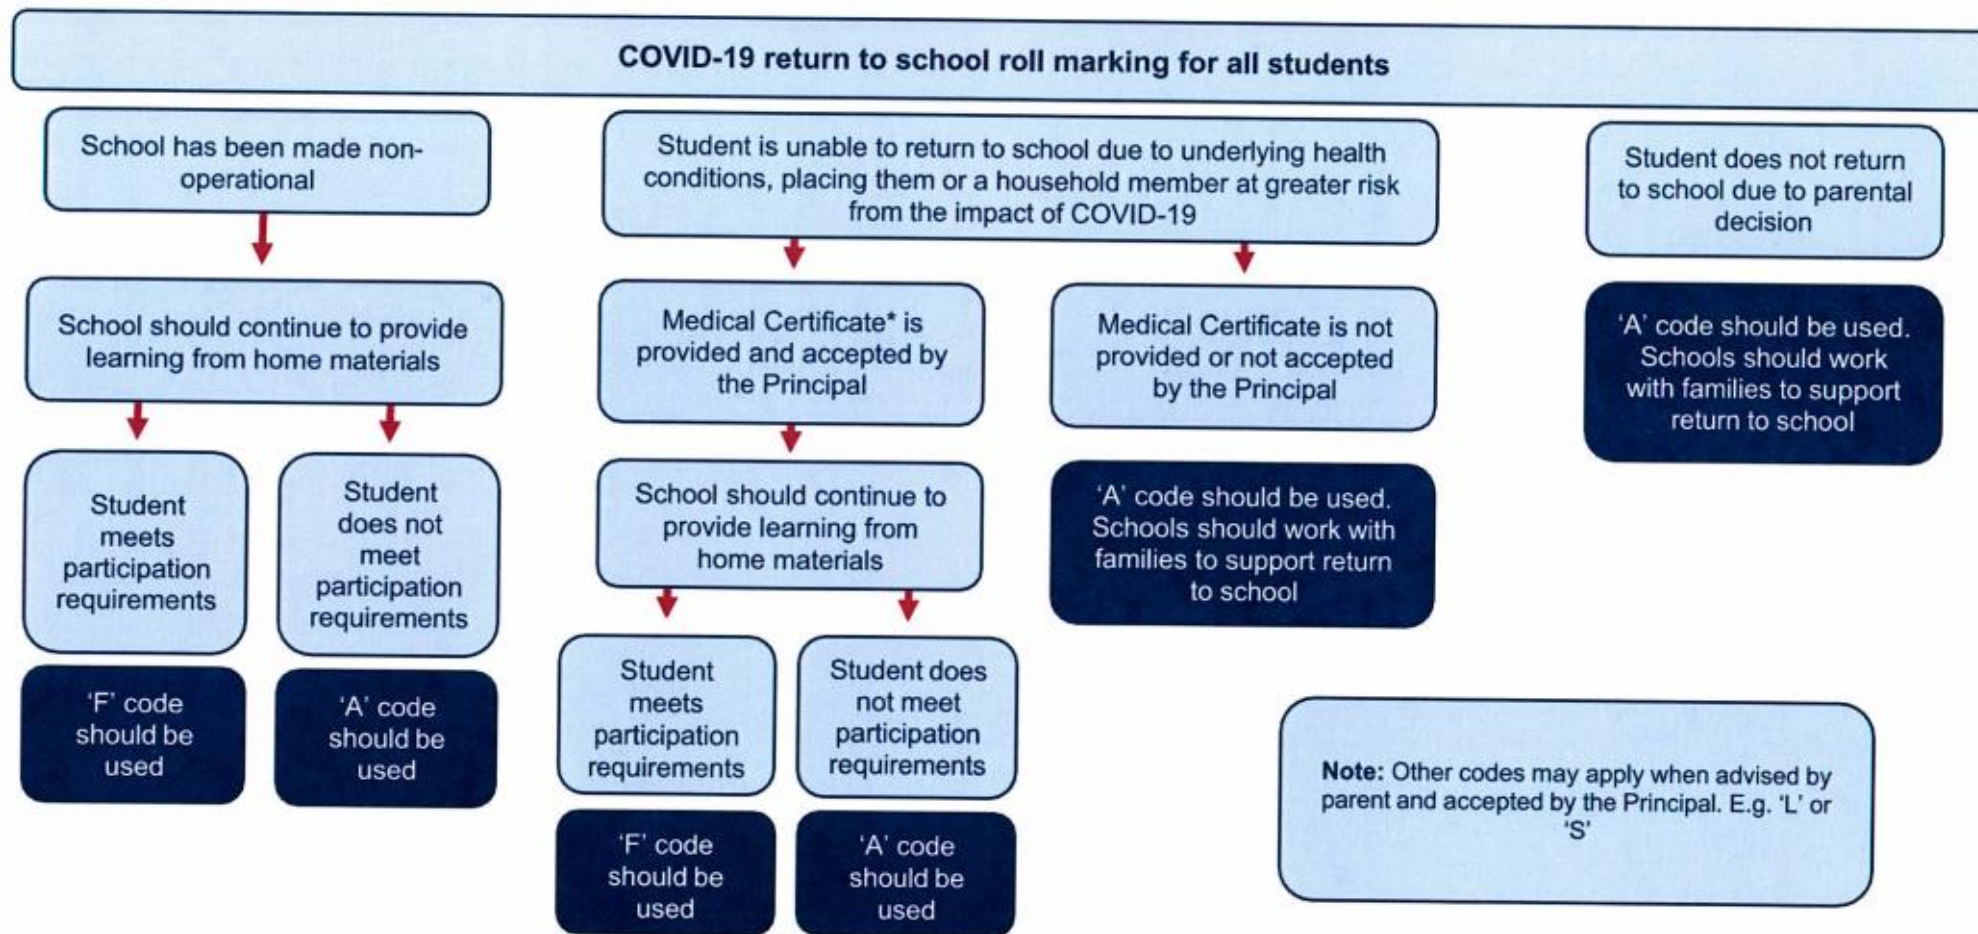 COVID-19 return to school roll marking for all students
School has been made non-
operational
School should continue to provide
learning from home materials
Student
meets
participation
requirements
'F' code
should be
used
Student
does not
meet
participation
requirements
'A' code
should be
used
Student is unable to return to school due to underlying health
conditions, placing them or a household member at greater risk
from the impact of COVID-19
Medical Certificate* is
provided and accepted by
the Principal
School should continue to
provide learning from
home materials
Student
meets
participation
requirements
'F' code
should be
used
Student does
not meet
participation
requirements
'A' code
should be
used
Medical Certificate is not
provided or not accepted
by the Principal
'A' code should be used.
Schools should work with
families to support return
to school
Student does not return
to school due to parental
decision
'A' code should be used.
Schools should work
with families to support
return to school
Note: Other codes may apply when advised by
parent and accepted by the Principal. E.g. 'L' or
'S'